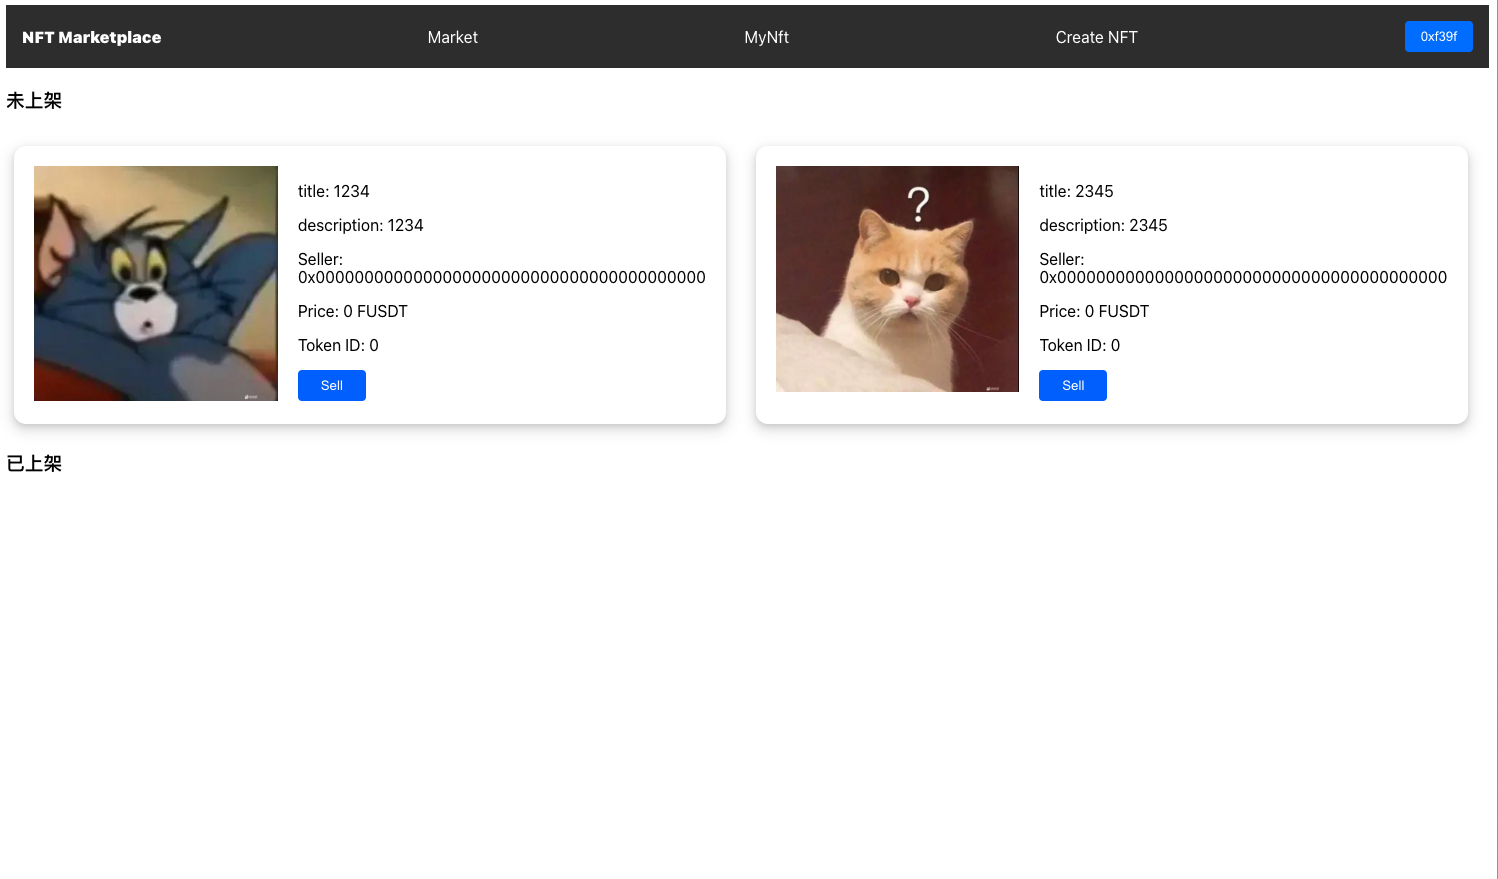 NFT Marketplace Market MyNft Create NFT 0xf39f
未上架
title: 1234
description: 1234
Seller:
0x0000000000000000000000000000000000000000
Price: 0 FUSDT
Token ID: 0
Sell
?
title: 2345
description: 2345
Seller:
0x0000000000000000000000000000000000000000
Price: 0 FUSDT
Token ID: 0
Sell
已上架